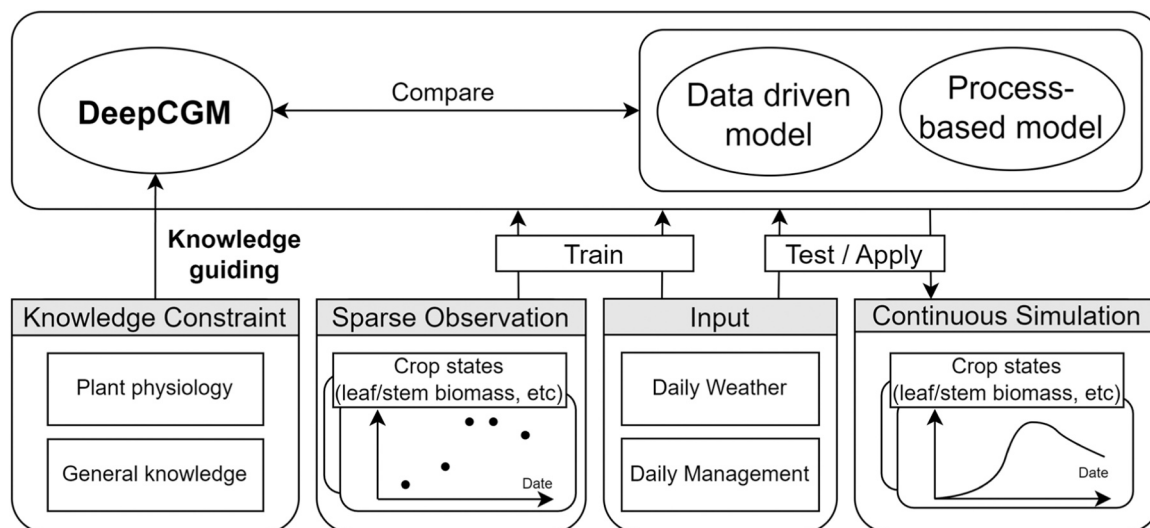 DeepCGM
Compare
Data driven
model
Process-
based model
Knowledge
guiding
Train
Test / Apply
Knowledge Constraint
Plant physiology
General knowledge
Sparse Observation
Crop states
(leaf/stem biomass, etc)
Date
Input
Daily Weather
Daily Management
Continuous Simulation
Crop states
(leaf/stem biomass, etc)
Date